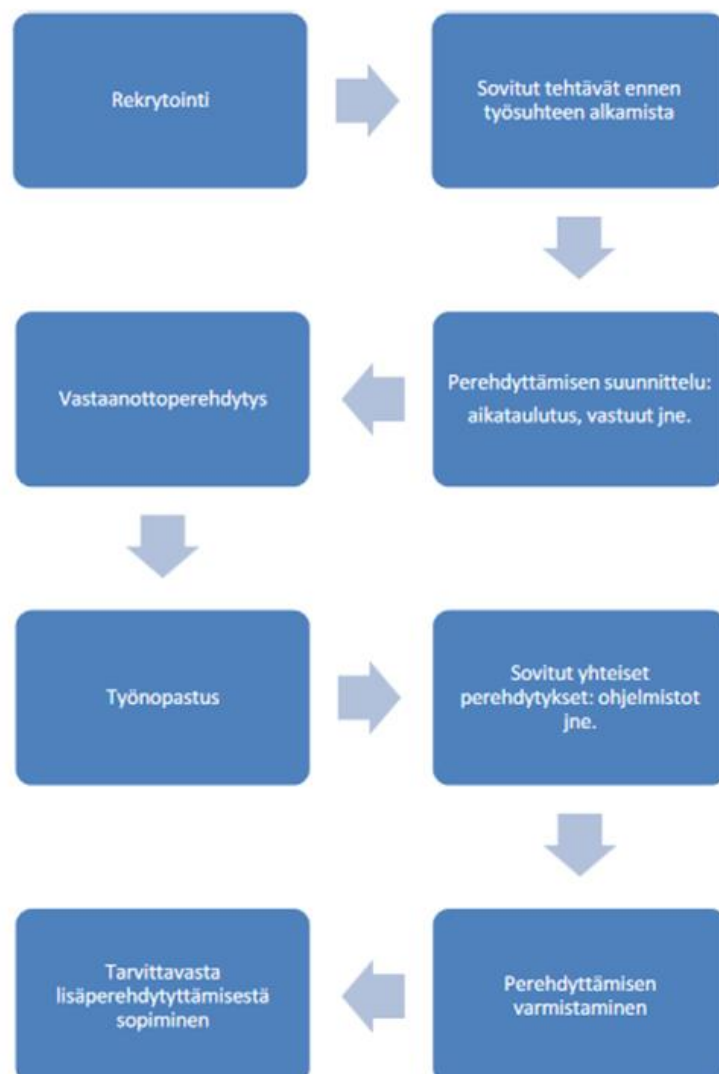 Rekrytointi
Sovitut tehtävät ennen
työsuhteen alkamista
Perehdyttämisen suunnittelu:
aikataulutus, vastuut jne.
Vastaanottoperehdytys
Työnopastus
Sovitut yhteiset
perehdytykset: ohjelmistot
jne.
Perehdyttämisen
varmistaminen
Tarvittavasta
lisäperehdytyttämisestä
sopiminen